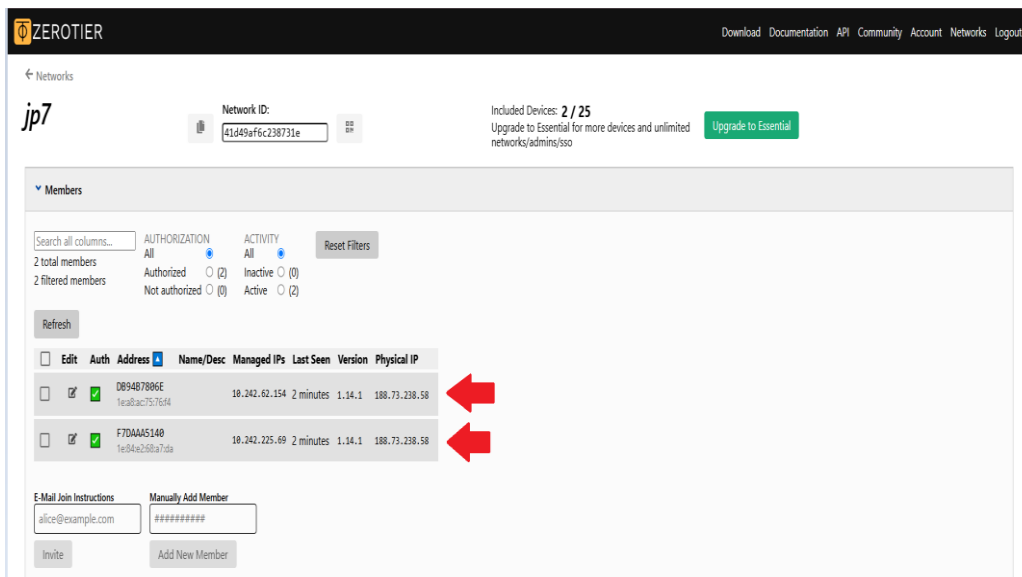 ZEROTIER
Download Documentation API Community Account Networks Logout
Networks
jp7
Network ID:
41d49af6c238731e
Included Devices: 2 / 25
Upgrade to Essential for more devices and unlimited
networks/admins/sso
Upgrade to Essential
Members
Search all columns...
2 total members
2 filtered members
AUTHORIZATION
All
Authorized (2)
Not authorized (0)
ACTIVITY
All
Inactive (0)
Active (2)
Reset Filters
Refresh
Edit Auth Address Name/Desc Managed IPs Last Seen Version Physical IP
DB94B7806E 10.242.62.154 2 minutes 1.14.1 188.73.238.58
1e:a8:ac:75:76:f4
F7DAAA5140 10.242.225.69 2 minutes 1.14.1 188.73.238.58
1e:84:e2:68:a7:da
E-Mail Join Instructions
alice@example.com
Invite
Manually Add Member
##########
Add New Member